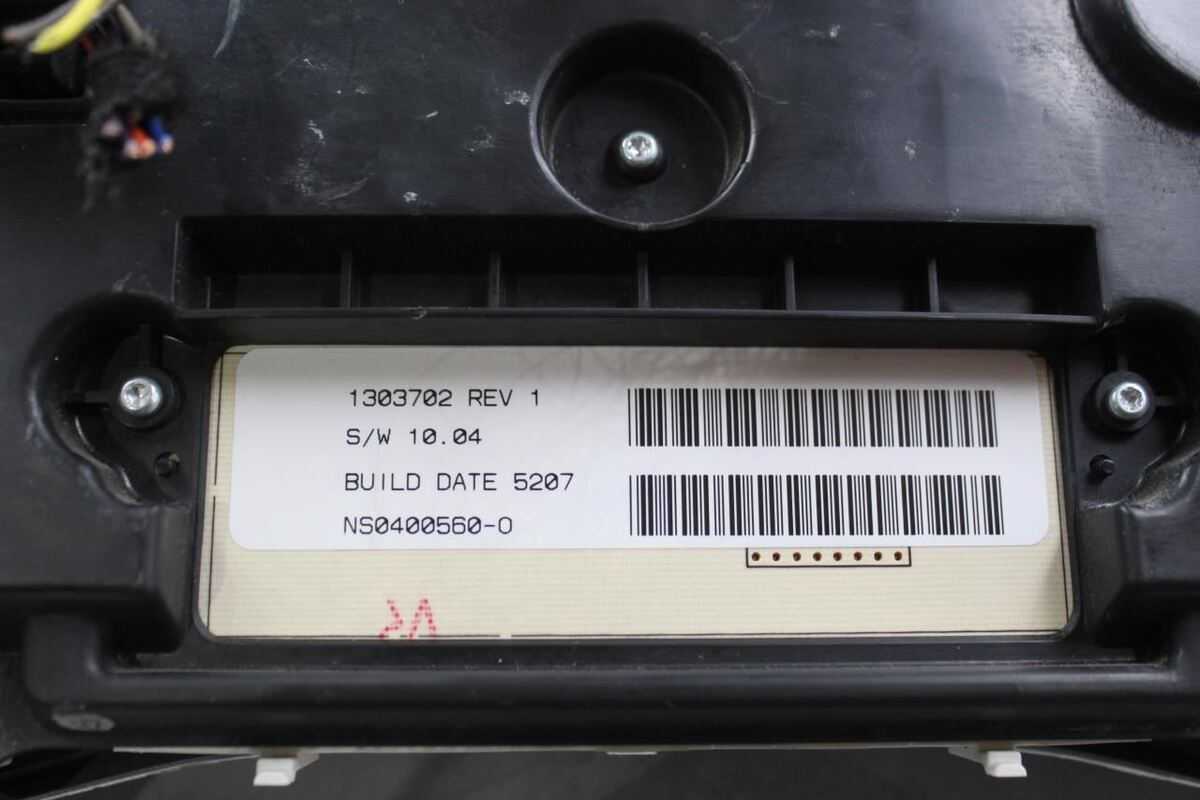 1303702 REV 1
S/W 10.04
BUILD DATE 5207
NS0400560-0